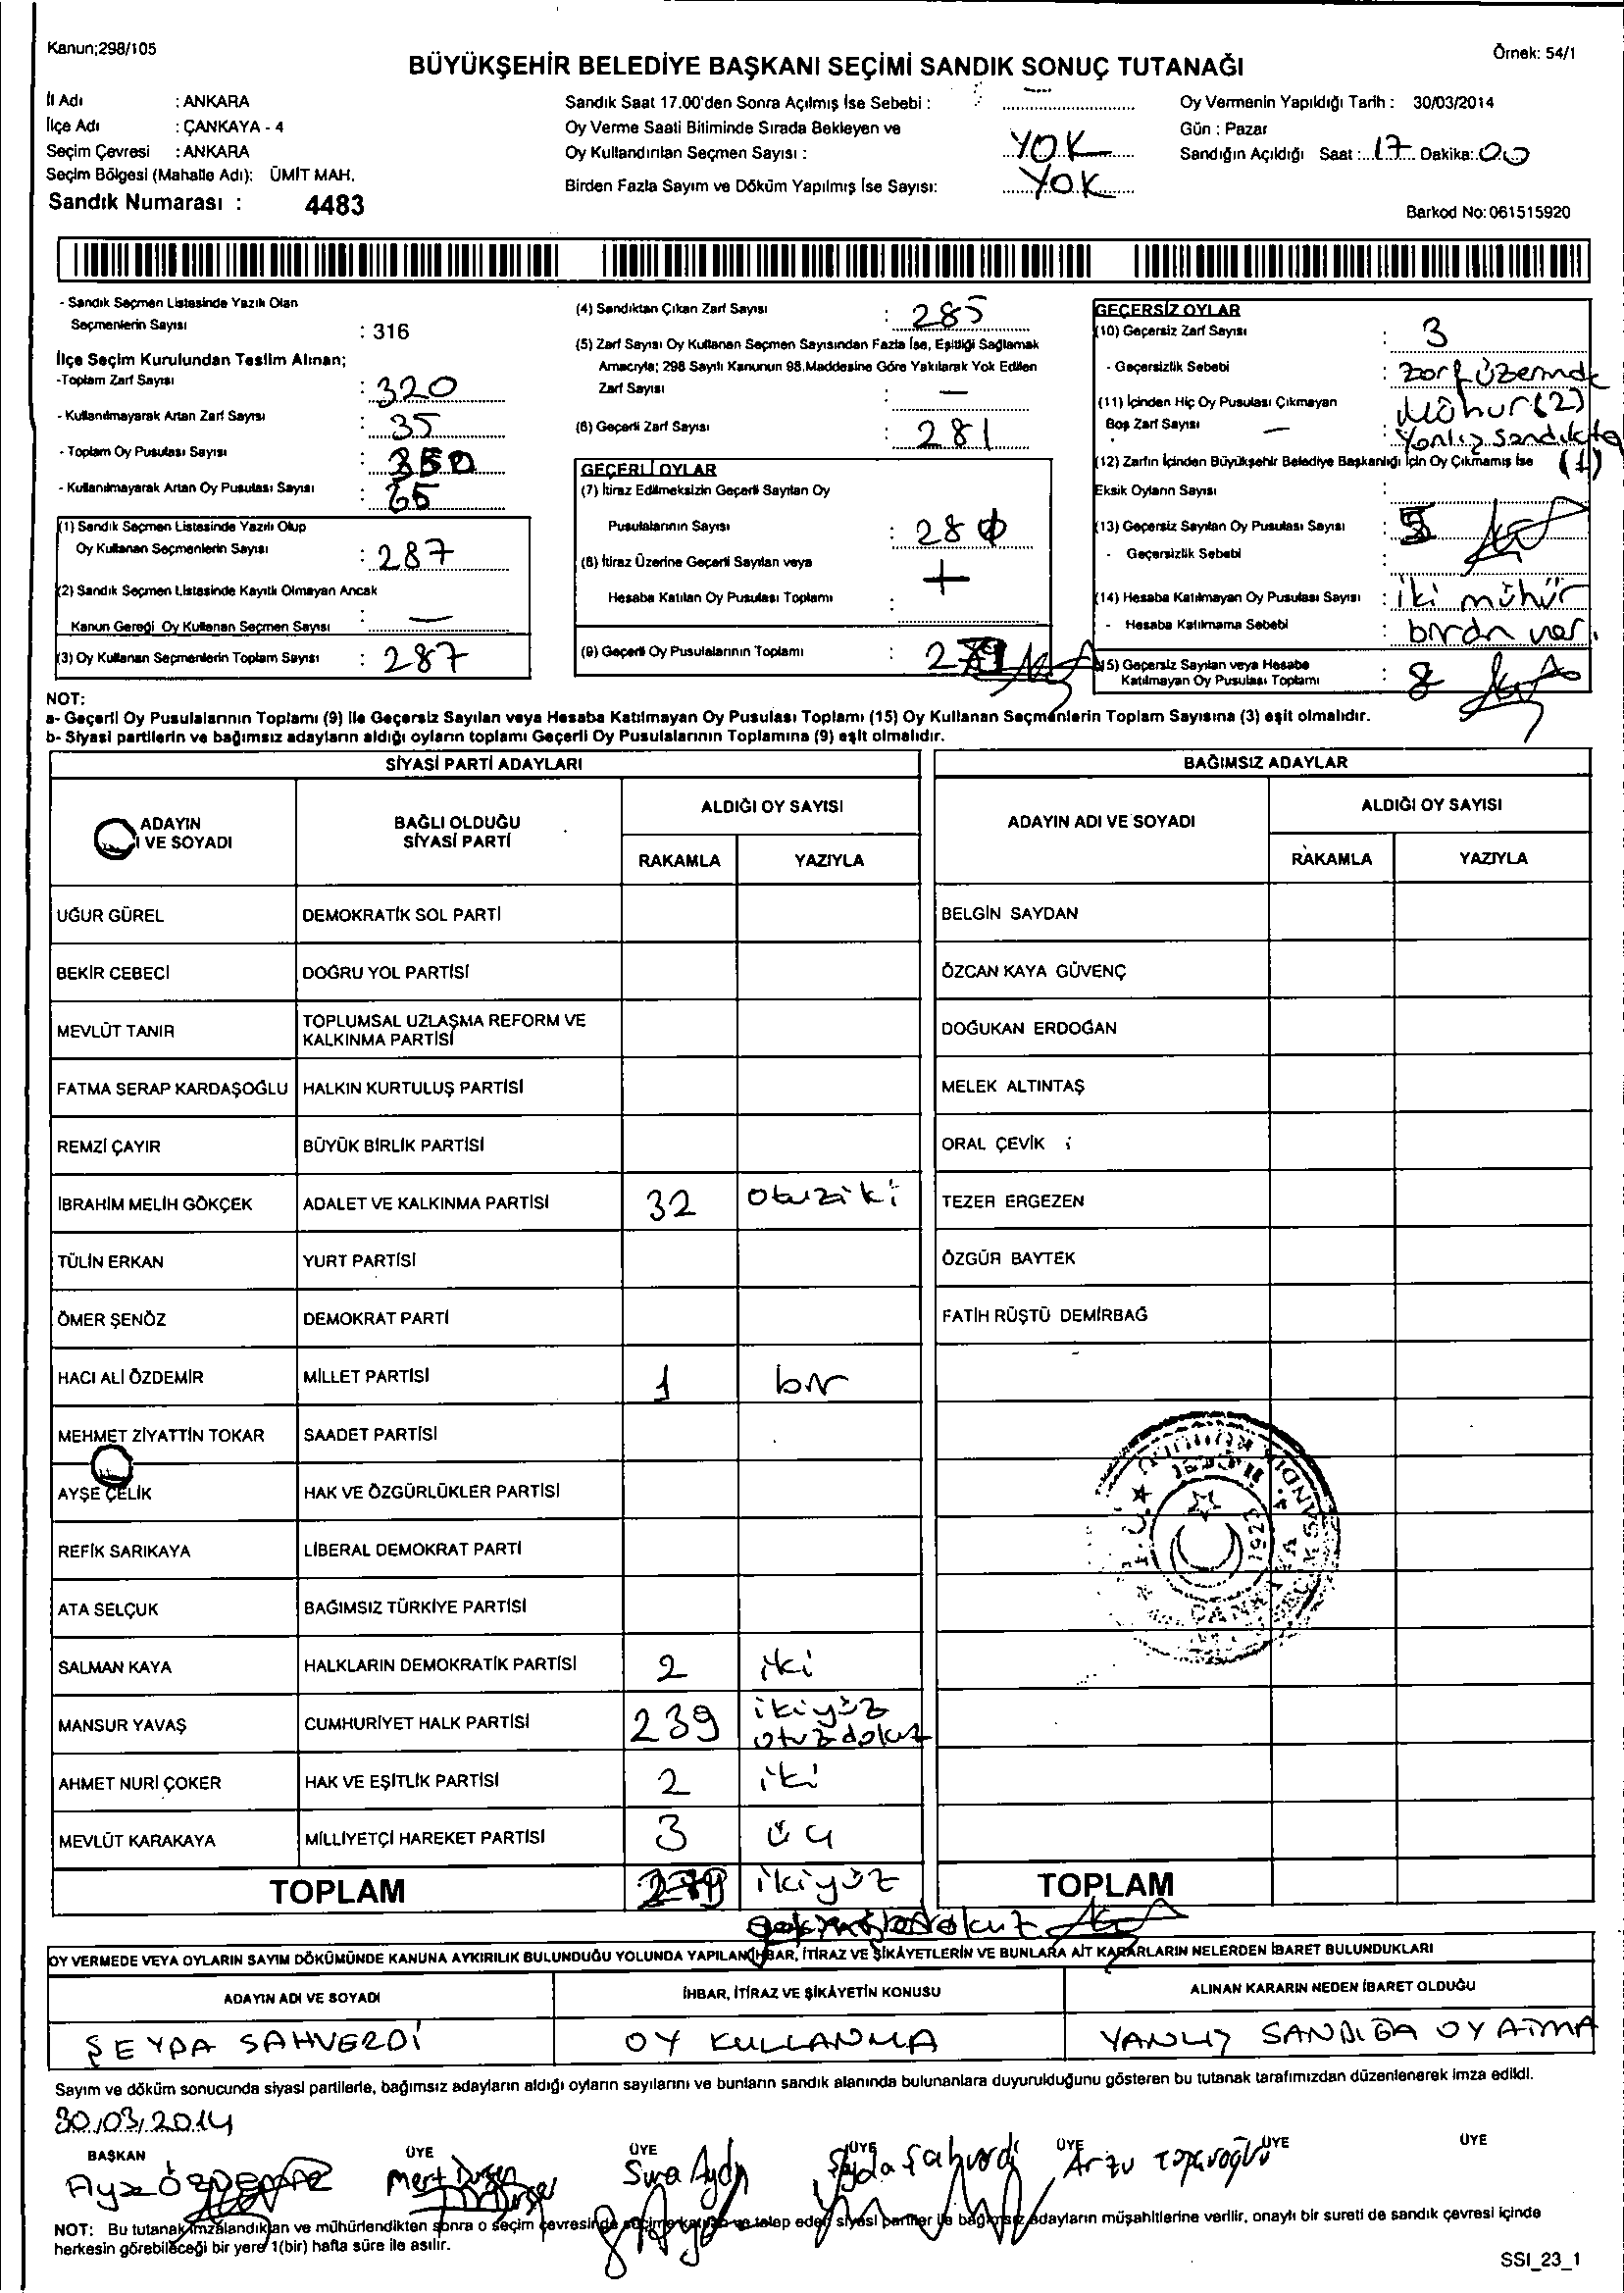 Kanun;298/105
Örnek: 54/1
BÜYÜKŞEHİR BELEDİYE BAŞKANI SEÇİMİ SANDIK SONUÇ TUTANAĞI
İl Adı : ANKARA
İlçe Adı : ÇANKAYA - 4
Seçim Çevresi : ANKARA
Seçim Bölgesi (Mahalle Adı): ÜMİT MAH.
Sandık Numarası : 4483
Sandık Saat 17.00'den Sonra Açılmış İse Sebebi :
Oy Verme Saati Bitiminde Sırada Bekleyen ve
Oy Kullandırılan Seçmen Sayısı : YOK
Birden Fazla Sayım ve Döküm Yapılmış İse Sayısı: YOK
Oy Vermenin Yapıldığı Tarih : 30/03/2014
Gün : Pazar
Sandığın Açıldığı Saat : 17 Dakika: 00
Barkod No: 061515920
- Sandık Seçmen Listesinde Yazılı Olan
Seçmenlerin Sayısı : 316
İlçe Seçim Kurulundan Teslim Alınan;
-Toplam Zarf Sayısı : 320
- Kullanılmayarak Artan Zarf Sayısı : 35
- Toplam Oy Pusulası Sayısı : 350
- Kullanılmayarak Artan Oy Pusulası Sayısı : 65
(1) Sandık Seçmen Listesinde Yazılı Olup
Oy Kullanan Seçmenlerin Sayısı : 287
(2) Sandık Seçmen Listesinde Kayıtlı Olmayan Ancak
Kanun Gereği Oy Kullanan Seçmen Sayısı : —
(3) Oy Kullanan Seçmenlerin Toplam Sayısı : 287
(4) Sandıktan Çıkan Zarf Sayısı : 285
(5) Zarf Sayısı Oy Kullanan Seçmen Sayısından Fazla İse, Eşitliği Sağlamak
Amacıyla; 298 Sayılı Kanunun 98.Maddesine Göre Yakılarak Yok Edilen
Zarf Sayısı : —
(6) Geçerli Zarf Sayısı : 281
GEÇERLİ OYLAR
(7) İtiraz Edilmeksizin Geçerli Sayılan Oy
Pusulalarının Sayısı : 280
(8) İtiraz Üzerine Geçerli Sayılan veya
Hesaba Katılan Oy Pusulası Toplamı :
(9) Geçerli Oy Pusulalarının Toplamı : 279
GEÇERSİZ OYLAR
(10) Geçersiz Zarf Sayısı : 3
- Geçersizlik Sebebi : zarf üzerinde
Mühür (2)
(11) İçinden Hiç Oy Pusulası Çıkmayan
Boş Zarf Sayısı —
: Yanlış sandıkta
(1)
(12) Zarfın İçinden Büyükşehir Belediye Başkanlığı İçin Oy Çıkmamış İse
Eksik Oyların Sayısı :
(13) Geçersiz Sayılan Oy Pusulası Sayısı :
- Geçersizlik Sebebi :
(14) Hesaba Katılmayan Oy Pusulası Sayısı : iki mühür
- Hesaba Katılmama Sebebi : birden var.
(15) Geçersiz Sayılan veya Hesaba
Katılmayan Oy Pusulası Toplamı : 8
NOT:
a- Geçerli Oy Pusulalarının Toplamı (9) ile Geçersiz Sayılan veya Hesaba Katılmayan Oy Pusulası Toplamı (15) Oy Kullanan Seçmenlerin Toplam Sayısına (3) eşit olmalıdır.
b- Siyasi partilerin ve bağımsız adayların aldığı oyların toplamı Geçerli Oy Pusulalarının Toplamına (9) eşit olmalıdır.
SİYASİ PARTİ ADAYLARI
ADAYIN
I VE SOYADI
BAĞLI OLDUĞU
SİYASİ PARTİ
ALDIĞI OY SAYISI
RAKAMLA YAZIYLA
UĞUR GÜREL DEMOKRATİK SOL PARTİ
BEKİR CEBECİ DOĞRU YOL PARTİSİ
MEVLÜT TANIR TOPLUMSAL UZLAŞMA REFORM VE
KALKINMA PARTİSİ
FATMA SERAP KARDAŞOĞLU HALKIN KURTULUŞ PARTİSİ
REMZİ ÇAYIR BÜYÜK BİRLİK PARTİSİ
İBRAHİM MELİH GÖKÇEK ADALET VE KALKINMA PARTİSİ 32 otuziki
TÜLİN ERKAN YURT PARTİSİ
ÖMER ŞENÖZ DEMOKRAT PARTİ
HACI ALİ ÖZDEMİR MİLLET PARTİSİ 1 bir
MEHMET ZİYATTİN TOKAR SAADET PARTİSİ
AYŞE ÇELİK HAK VE ÖZGÜRLÜKLER PARTİSİ
REFİK SARIKAYA LİBERAL DEMOKRAT PARTİ
ATA SELÇUK BAĞIMSIZ TÜRKİYE PARTİSİ
SALMAN KAYA HALKLARIN DEMOKRATİK PARTİSİ 2 iki
MANSUR YAVAŞ CUMHURİYET HALK PARTİSİ 239 ikiyüz
otuzdokuz
AHMET NURİ ÇOKER HAK VE EŞİTLİK PARTİSİ 2 iki
MEVLÜT KARAKAYA MİLLİYETÇİ HAREKET PARTİSİ 3 üç
TOPLAM 279 ikiyüz
BAĞIMSIZ ADAYLAR
ADAYIN ADI VE SOYADI
ALDIĞI OY SAYISI
RAKAMLA YAZIYLA
BELGİN SAYDAN
ÖZCAN KAYA GÜVENÇ
DOĞUKAN ERDOĞAN
MELEK ALTINTAŞ
ORAL ÇEVİK
TEZER ERGEZEN
ÖZGÜR BAYTEK
FATİH RÜŞTÜ DEMİRBAĞ
TOPLAM
OY VERMEDE VEYA OYLARIN SAYIM DÖKÜMÜNDE KANUNA AYKIRILIK BULUNDUĞU YOLUNDA YAPILAN İHBAR, İTİRAZ VE ŞİKÂYETLERİN VE BUNLARA AİT KARARLARIN NELERDEN İBARET BULUNDUKLARI
ADAYIN ADI VE SOYADI İHBAR, İTİRAZ VE ŞİKÂYETİN KONUSU ALINAN KARARIN NEDEN İBARET OLDUĞU
ŞEYDA SAHVERDİ OY KULLANMA YANLIŞ SANDIĞA OY ATMA
Sayım ve döküm sonucunda siyasi partilerle, bağımsız adayların aldığı oyların sayılarını ve bunların sandık alanında bulunanlara duyurulduğunu gösteren bu tutanak tarafımızdan düzenlenerek imza edildi.
30/03/2014
BAŞKAN ÜYE ÜYE ÜYE ÜYE ÜYE ÜYE
Mert Şahverdi Arzu
NOT: Bu tutanak imzalandıktan ve mühürlendikten sonra o seçim çevresinde seçime katılan ve talep eden siyasi partiler ile bağımsız adayların müşahitlerine verilir, onaylı bir sureti de sandık çevresi içinde
herkesin görebileceği bir yere 1(bir) hafta süre ile asılır.
SSI_23_1